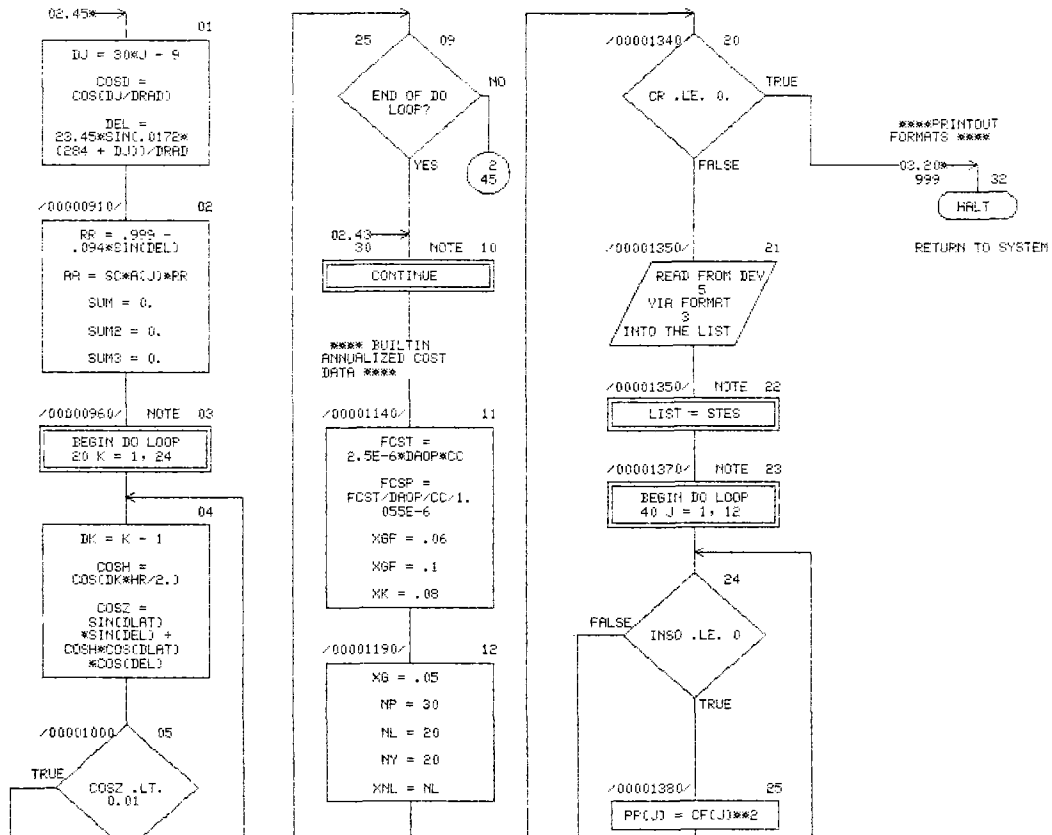 02.45*
01
DJ = 30*J - 9
COSD =
COS(DJ/DRAD)
DEL =
23.45*SIN(.0172*
(284 + DJ))/DRAD
/00000910/ 02
RR = .999 -
.094*SIN(DEL)
AR = SC*A(J)*RR
SUM = 0.
SUM2 = 0.
SUM3 = 0.
/00000960/ NOTE 03
BEGIN DO LOOP
20 K = 1, 24
04
DK = K - 1
COSH =
COS(DK*HR/2.)
COSZ =
SIN(DLAT)
*SIN(DEL) +
COSH*COS(DLAT)
*COS(DEL)
/00001000/ 05
TRUE
COSZ .LT.
0.01
25 09
NO
END OF DO
LOOP?
YES
2
45
02.43
30 NOTE 10
CONTINUE
**** BUILTIN
ANNUALIZED COST
DATA ****
/00001140/ 11
FCST =
2.5E-6*DAOP*CC
FCSP =
FCST/DAOP/CC/1.
055E-6
XGF = .06
XGF = .1
XK = .08
/00001190/ 12
XG = .05
NP = 30
NL = 20
NY = 20
XNL = NL
/00001340/ 20
TRUE
CR .LE. 0.
FALSE
****PRINTOUT
FORMATS ****
03.20*
999 32
HALT
RETURN TO SYSTEM
/00001350/ 21
READ FROM DEV
5
VIA FORMAT
3
INTO THE LIST
/00001350/ NOTE 22
LIST = STES
/00001370/ NOTE 23
BEGIN DO LOOP
40 J = 1, 12
24
FALSE
INSO .LE. 0
TRUE
/00001380/ 25
PP(J) = CF(J)**2